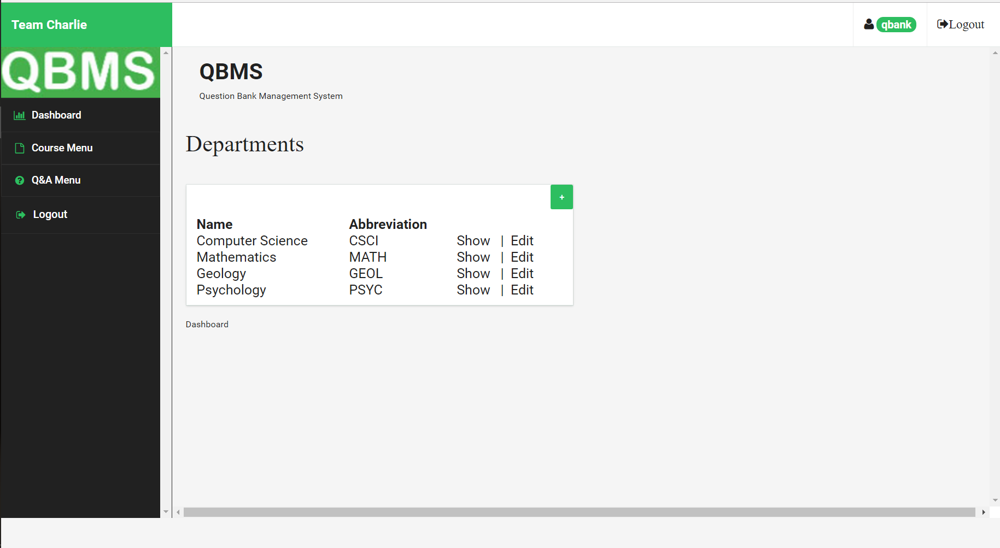 Team Charlie
qbank
Logout
QBMS
Dashboard
Course Menu
Q&A Menu
Logout
QBMS
Question Bank Management System
Departments
+
Name Abbreviation
Computer Science CSCI Show | Edit
Mathematics MATH Show | Edit
Geology GEOL Show | Edit
Psychology PSYC Show | Edit
Dashboard